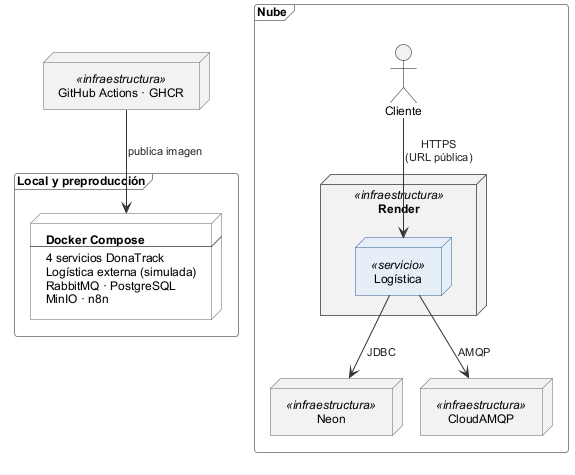 «infraestructura»
GitHub Actions · GHCR
publica imagen
Local y preproducción
Docker Compose
4 servicios DonaTrack
Logística externa (simulada)
RabbitMQ · PostgreSQL
MinIO · n8n
Nube
Cliente
HTTPS
(URL pública)
«infraestructura»
Render
«servicio»
Logística
JDBC
AMQP
«infraestructura»
Neon
«infraestructura»
CloudAMQP